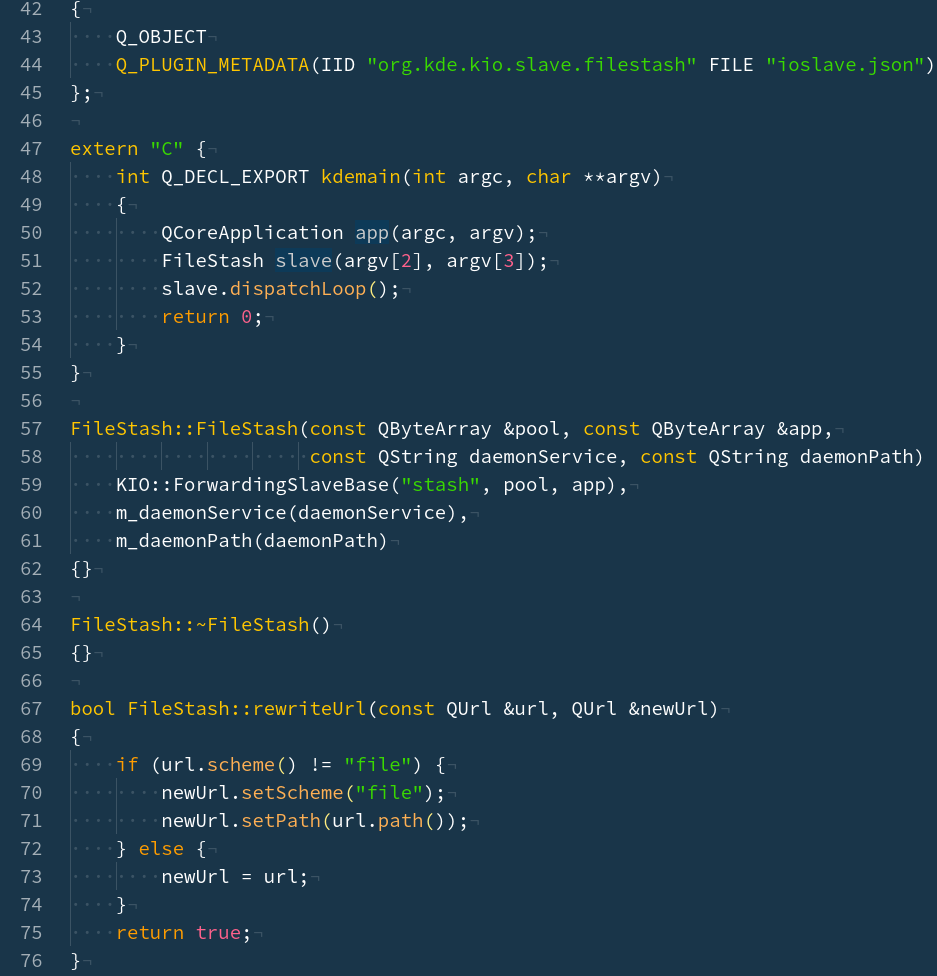 42 {
43     Q_OBJECT
44     Q_PLUGIN_METADATA(IID "org.kde.kio.slave.filestash" FILE "ioslave.json")
45 };
46
47 extern "C" {
48     int Q_DECL_EXPORT kdemain(int argc, char **argv)
49     {
50         QCoreApplication app(argc, argv);
51         FileStash slave(argv[2], argv[3]);
52         slave.dispatchLoop();
53         return 0;
54     }
55 }
56
57 FileStash::FileStash(const QByteArray &pool, const QByteArray &app,
58                      const QString daemonService, const QString daemonPath)
59     KIO::ForwardingSlaveBase("stash", pool, app),
60     m_daemonService(daemonService),
61     m_daemonPath(daemonPath)
62 {}
63
64 FileStash::~FileStash()
65 {}
66
67 bool FileStash::rewriteUrl(const QUrl &url, QUrl &newUrl)
68 {
69     if (url.scheme() != "file") {
70         newUrl.setScheme("file");
71         newUrl.setPath(url.path());
72     } else {
73         newUrl = url;
74     }
75     return true;
76 }